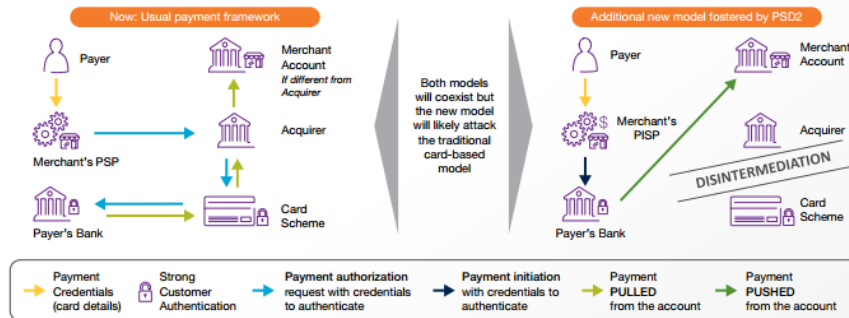 Now: Usual payment framework
Payer
Merchant
Account
If different from
Acquirer
Merchant's PSP
Acquirer
Payer's Bank
Card
Scheme
Both models
will coexist but
the new model
will likely attack
the traditional
card-based
model
Additional new model fostered by PSD2
Payer
Merchant
Account
$
Merchant's
PISP
Acquirer
DISINTERMEDIATION
Payer's Bank
Card
Scheme
Payment
Credentials
(card details)
Strong
Customer
Authentication
Payment authorization
request with credentials
to authenticate
Payment initiation
with credentials to
authenticate
Payment
PULLED
from the account
Payment
PUSHED
from the account